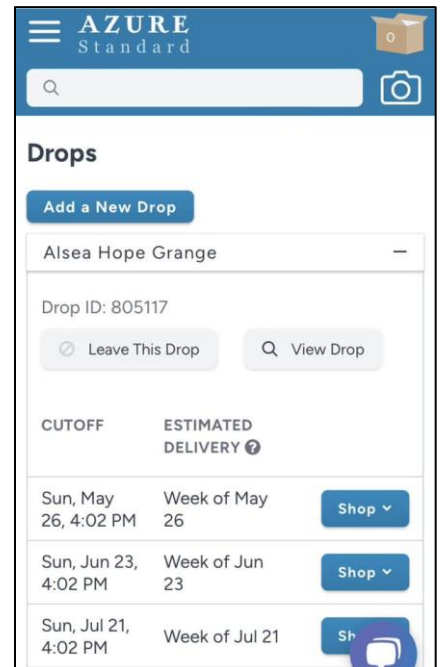 AZURE
Standard
0
Drops
Add a New Drop
Alsea Hope Grange
Drop ID: 805117
Leave This Drop
View Drop
CUTOFF
ESTIMATED
DELIVERY ?
Sun, May
26, 4:02 PM
Week of May
26
Shop
Sun, Jun 23,
4:02 PM
Week of Jun
23
Shop
Sun, Jul 21,
4:02 PM
Week of Jul 21